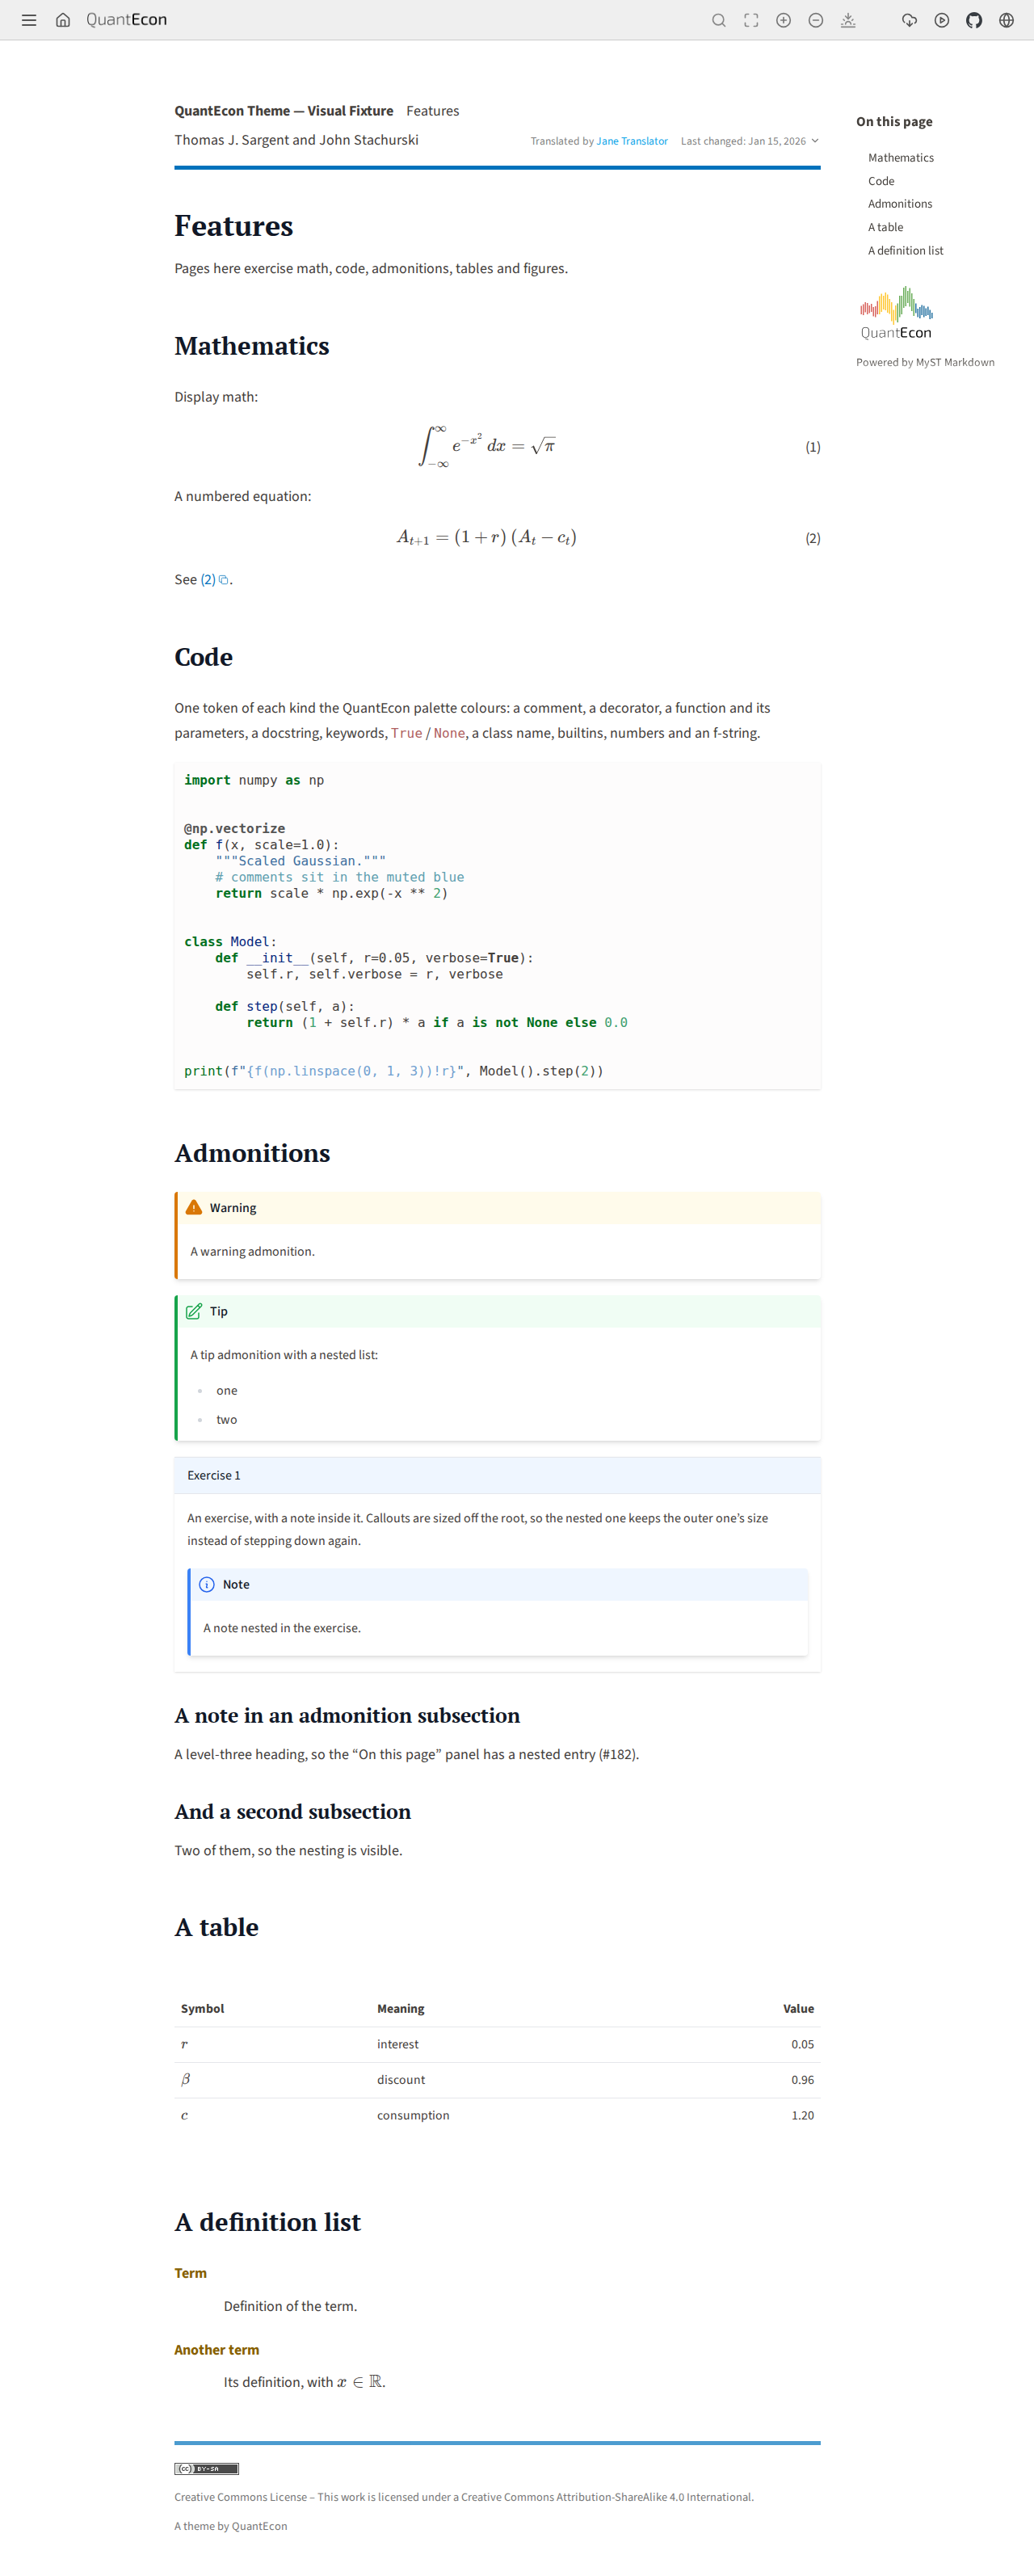 QuantEcon
QuantEcon Theme — Visual Fixture Features
Thomas J. Sargent and John Stachurski
Translated by Jane Translator Last changed: Jan 15, 2026
On this page
Mathematics
Code
Admonitions
A table
A definition list
QuantEcon
Powered by MyST Markdown
Features
Pages here exercise math, code, admonitions, tables and figures.
Mathematics
Display math:
∫_{-∞}^{∞} e^{-x^2} dx = √π (1)
A numbered equation:
A_{t+1} = (1 + r) (A_t − c_t) (2)
See (2).
Code
One token of each kind the QuantEcon palette colours: a comment, a decorator, a function and its
parameters, a docstring, keywords, True / None, a class name, builtins, numbers and an f-string.
import numpy as np
@np.vectorize
def f(x, scale=1.0):
    """Scaled Gaussian."""
    # comments sit in the muted blue
    return scale * np.exp(-x ** 2)
class Model:
    def __init__(self, r=0.05, verbose=True):
        self.r, self.verbose = r, verbose
    def step(self, a):
        return (1 + self.r) * a if a is not None else 0.0
print(f"{f(np.linspace(0, 1, 3))!r}", Model().step(2))
Admonitions
Warning
A warning admonition.
Tip
A tip admonition with a nested list:
one
two
Exercise 1
An exercise, with a note inside it. Callouts are sized off the root, so the nested one keeps the outer one's size
instead of stepping down again.
Note
A note nested in the exercise.
A note in an admonition subsection
A level-three heading, so the “On this page” panel has a nested entry (#182).
And a second subsection
Two of them, so the nesting is visible.
A table
Symbol Meaning Value
r interest 0.05
β discount 0.96
c consumption 1.20
A definition list
Term
Definition of the term.
Another term
Its definition, with x ∈ ℝ.
(cc) BY-SA
Creative Commons License – This work is licensed under a Creative Commons Attribution-ShareAlike 4.0 International.
A theme by QuantEcon